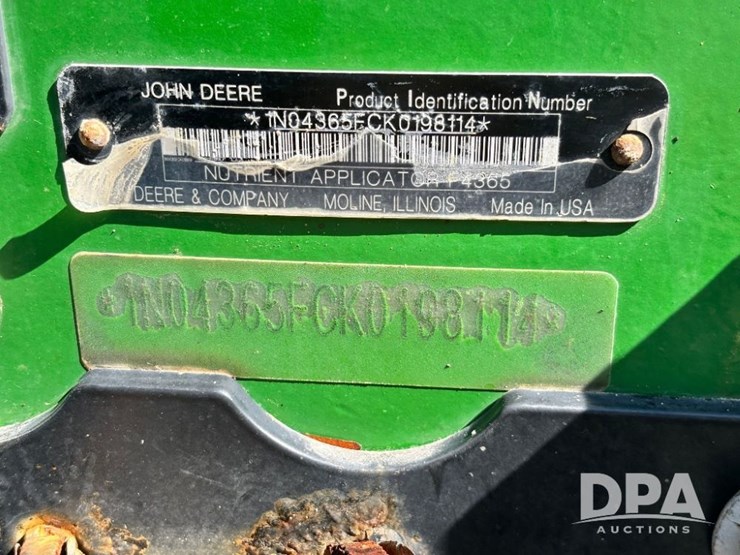 JOHN DEERE Product Identification Number
*1N04365FCK0198114*
NUTRIENT APPLICATOR F4365
DEERE & COMPANY MOLINE, ILLINOIS Made In USA
*1N04365FCK0198114*
DPA
AUCTIONS